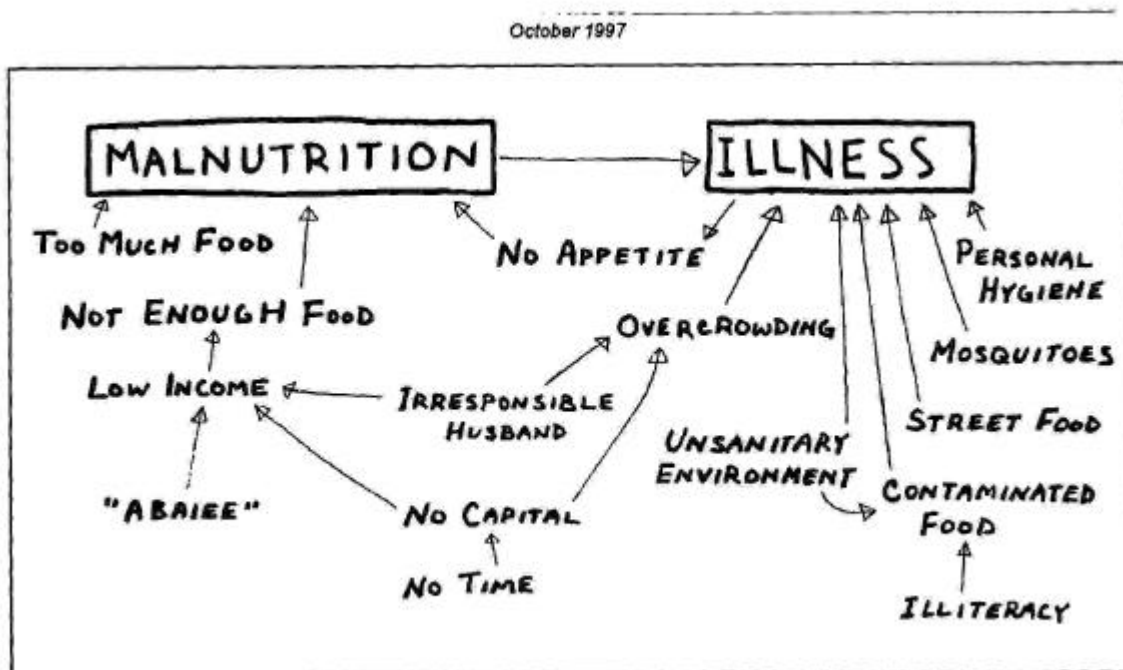 October 1997
MALNUTRITION
ILLNESS
TOO MUCH FOOD
NO APPETITE
PERSONAL
HYGIENE
NOT ENOUGH FOOD
OVERCROWDING
MOSQUITOES
LOW INCOME
IRRESPONSIBLE
HUSBAND
STREET FOOD
UNSANITARY
ENVIRONMENT
"ABAIEE"
NO CAPITAL
CONTAMINATED
FOOD
NO TIME
ILLITERACY